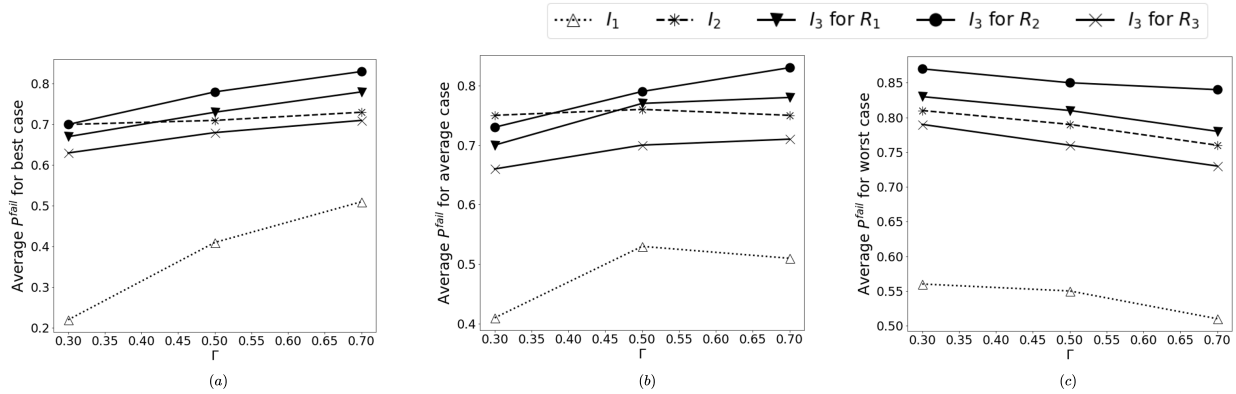 I₁ I₂ I₃ for R₁ I₃ for R₂ I₃ for R₃
Average P^fail for best case
0.8
0.7
0.6
0.5
0.4
0.3
0.2
0.30 0.35 0.40 0.45 0.50 0.55 0.60 0.65 0.70
Γ
(a)
Average P^fail for average case
0.8
0.7
0.6
0.5
0.4
0.30 0.35 0.40 0.45 0.50 0.55 0.60 0.65 0.70
Γ
(b)
Average P^fail for worst case
0.85
0.80
0.75
0.70
0.65
0.60
0.55
0.50
0.30 0.35 0.40 0.45 0.50 0.55 0.60 0.65 0.70
Γ
(c)